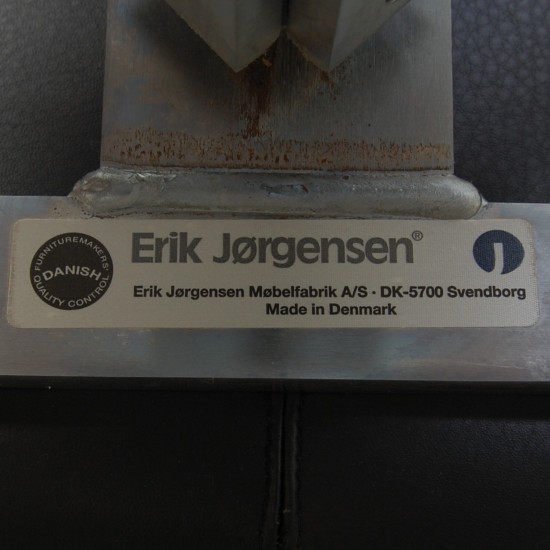 FURNITUREMAKERS'
DANISH
QUALITY CONTROL
Erik Jørgensen®
Erik Jørgensen Møbelfabrik A/S · DK-5700 Svendborg
Made in Denmark